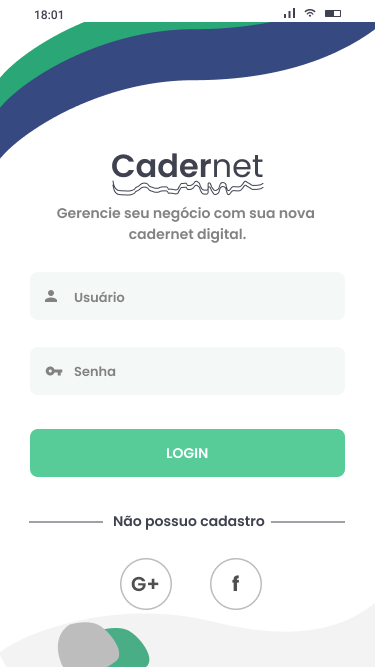 18:01
Cadernet
Gerencie seu negócio com sua nova
cadernet digital.
Usuário
Senha
LOGIN
Não possuo cadastro
G+ f